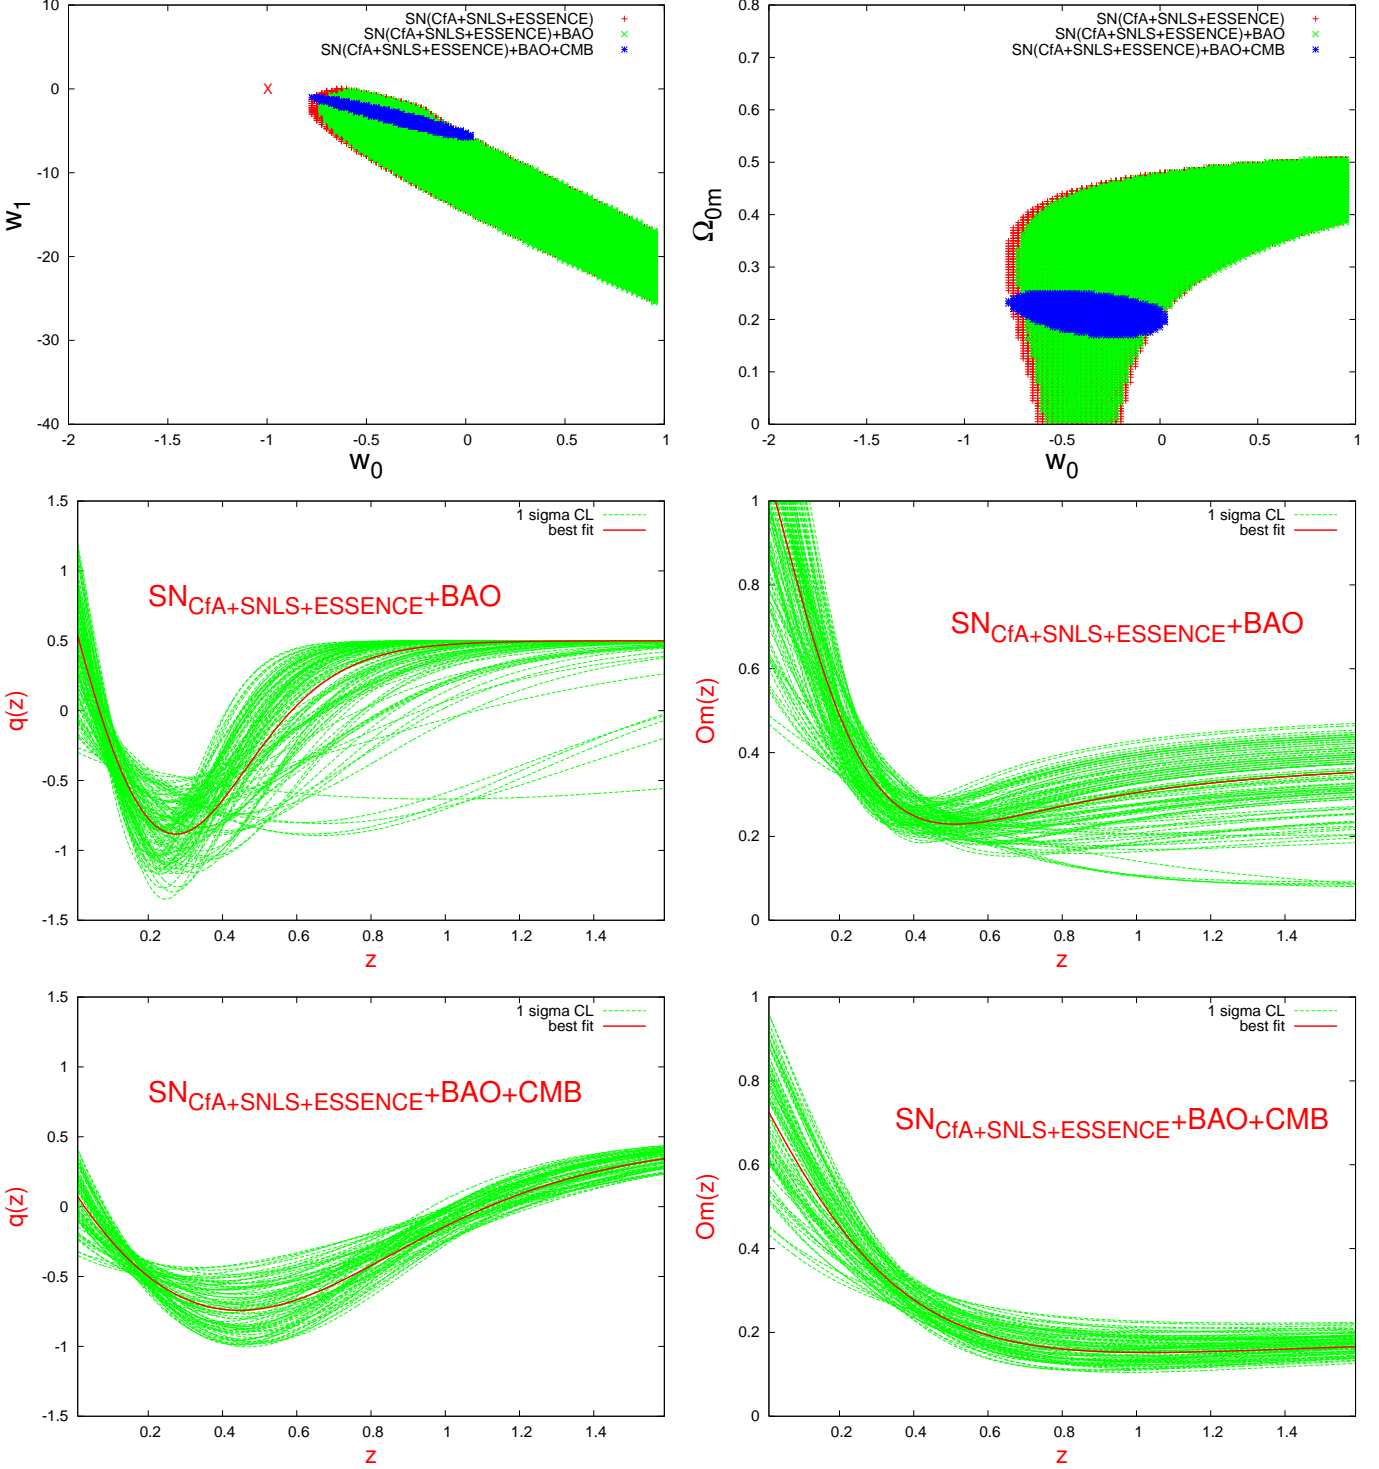 SN(CfA+SNLS+ESSENCE)
SN(CfA+SNLS+ESSENCE)+BAO
SN(CfA+SNLS+ESSENCE)+BAO+CMB
X
10
0
-10
-20
-30
-40
w1
-2
-1.5
-1
-0.5
0
0.5
1
w0
SN(CfA+SNLS+ESSENCE)
SN(CfA+SNLS+ESSENCE)+BAO
SN(CfA+SNLS+ESSENCE)+BAO+CMB
0.8
0.7
0.6
0.5
0.4
0.3
0.2
0.1
0
Ω0m
-2
-1.5
-1
-0.5
0
0.5
1
w0
1 sigma CL
best fit
SNCfA+SNLS+ESSENCE+BAO
1.5
1
0.5
0
-0.5
-1
-1.5
q(z)
0.2
0.4
0.6
0.8
1
1.2
1.4
z
1 sigma CL
best fit
SNCfA+SNLS+ESSENCE+BAO
1
0.8
0.6
0.4
0.2
0
Om(z)
0.2
0.4
0.6
0.8
1
1.2
1.4
z
1 sigma CL
best fit
SNCfA+SNLS+ESSENCE+BAO+CMB
1.5
1
0.5
0
-0.5
-1
-1.5
q(z)
0.2
0.4
0.6
0.8
1
1.2
1.4
z
1 sigma CL
best fit
SNCfA+SNLS+ESSENCE+BAO+CMB
1
0.8
0.6
0.4
0.2
0
Om(z)
0.2
0.4
0.6
0.8
1
1.2
1.4
z